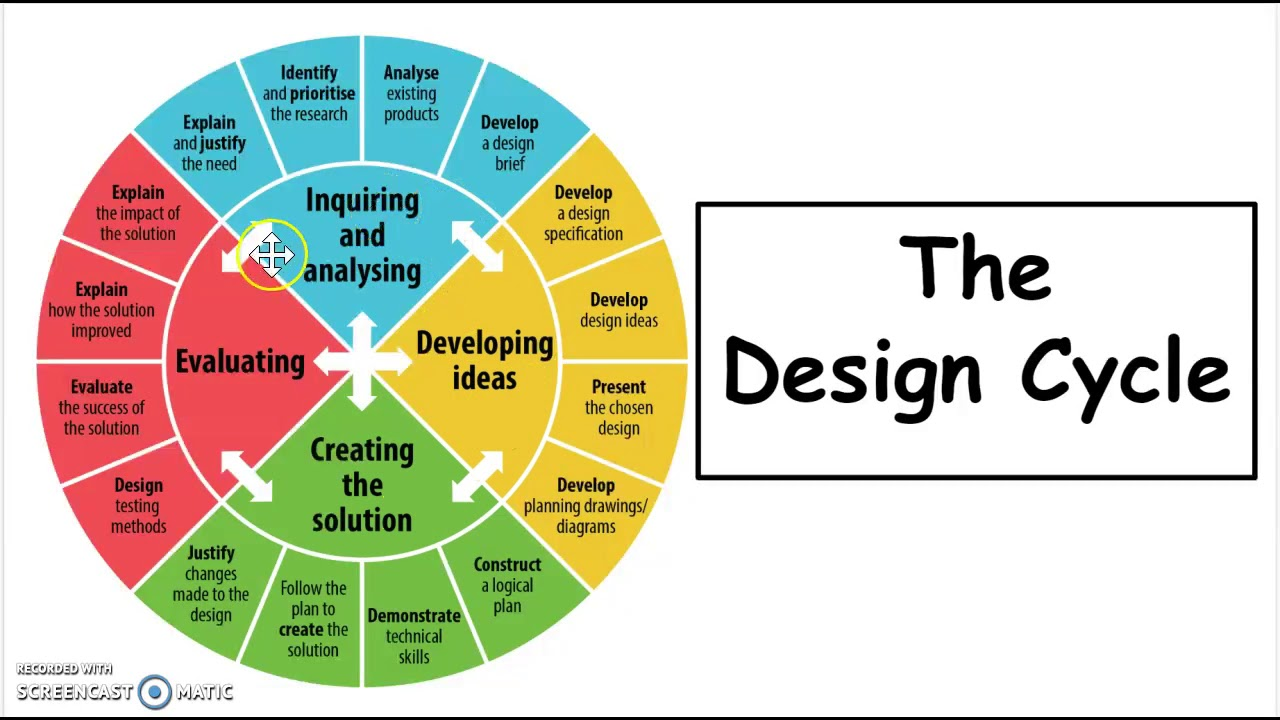 Identify
and prioritise
the research
Analyse
existing
products
Explain
and justify
the need
Develop
a design
brief
Explain
the impact of
the solution
Inquiring
and
analysing
Develop
a design
specification
Explain
how the solution
improved
Develop
design ideas
Evaluating
Developing
ideas
Evaluate
the success of
the solution
Present
the chosen
design
Creating
the
solution
Design
testing
methods
Develop
planning drawings/
diagrams
Justify
changes
made to the
design
Follow the
plan to
create the
solution
Demonstrate
technical
skills
Construct
a logical
plan
The
Design Cycle
RECORDED WITH
SCREENCAST MATIC